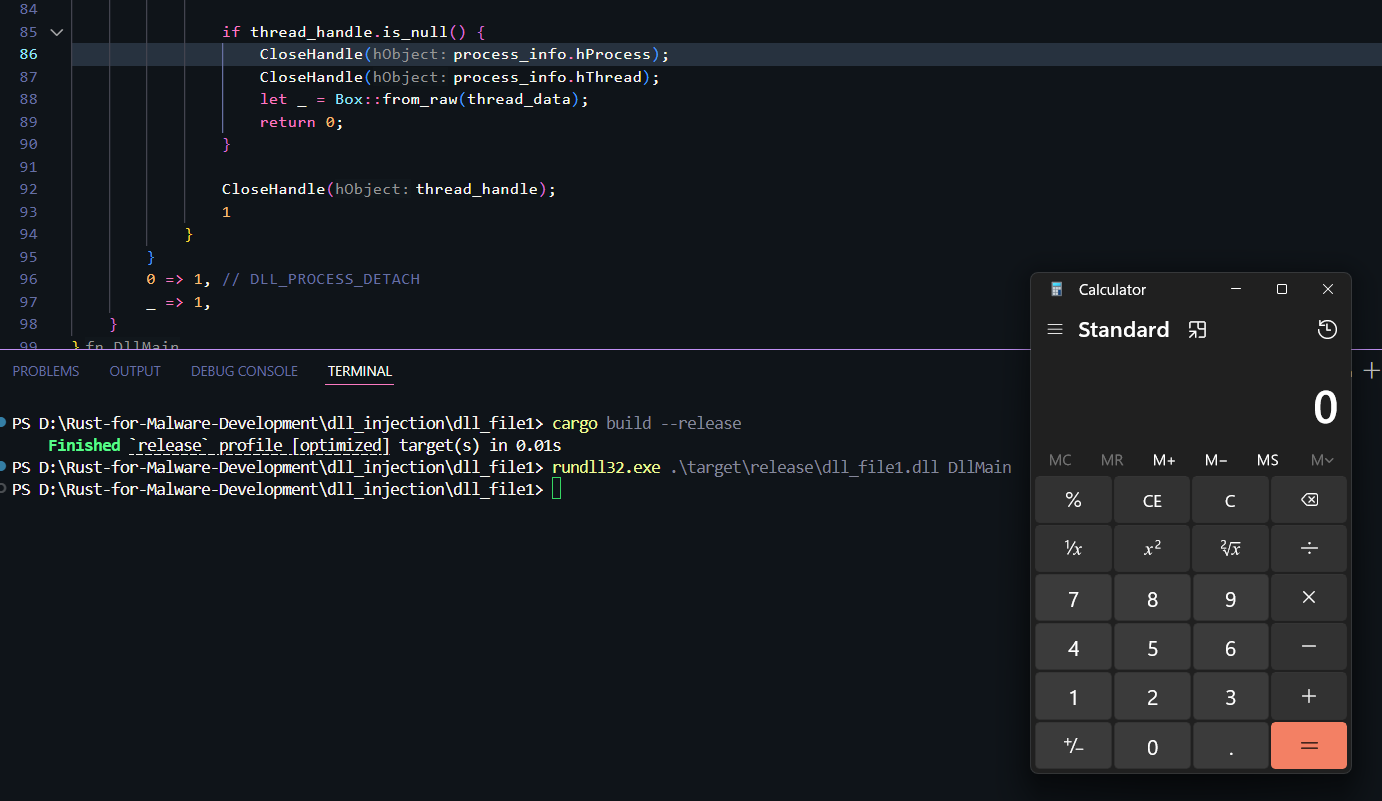 84
85 if thread_handle.is_null() {
86 CloseHandle(hObject: process_info.hProcess);
87 CloseHandle(hObject: process_info.hThread);
88 let _ = Box::from_raw(thread_data);
89 return 0;
90 }
91
92 CloseHandle(hObject: thread_handle);
93 1
94 }
95 }
96 0 => 1, // DLL_PROCESS_DETACH
97 _ => 1,
98 }
99 } fn DllMain
PROBLEMS OUTPUT DEBUG CONSOLE TERMINAL
PS D:\Rust-for-Malware-Development\dll_injection\dll_file1> cargo build --release
Finished `release` profile [optimized] target(s) in 0.01s
PS D:\Rust-for-Malware-Development\dll_injection\dll_file1> rundll32.exe .\target\release\dll_file1.dll DllMain
PS D:\Rust-for-Malware-Development\dll_injection\dll_file1>
Calculator
Standard
0
MC MR M+ M− MS M˅
% CE C
⅟x x² ²√x ÷
7 8 9 ×
4 5 6 −
1 2 3 +
+/− 0 . =